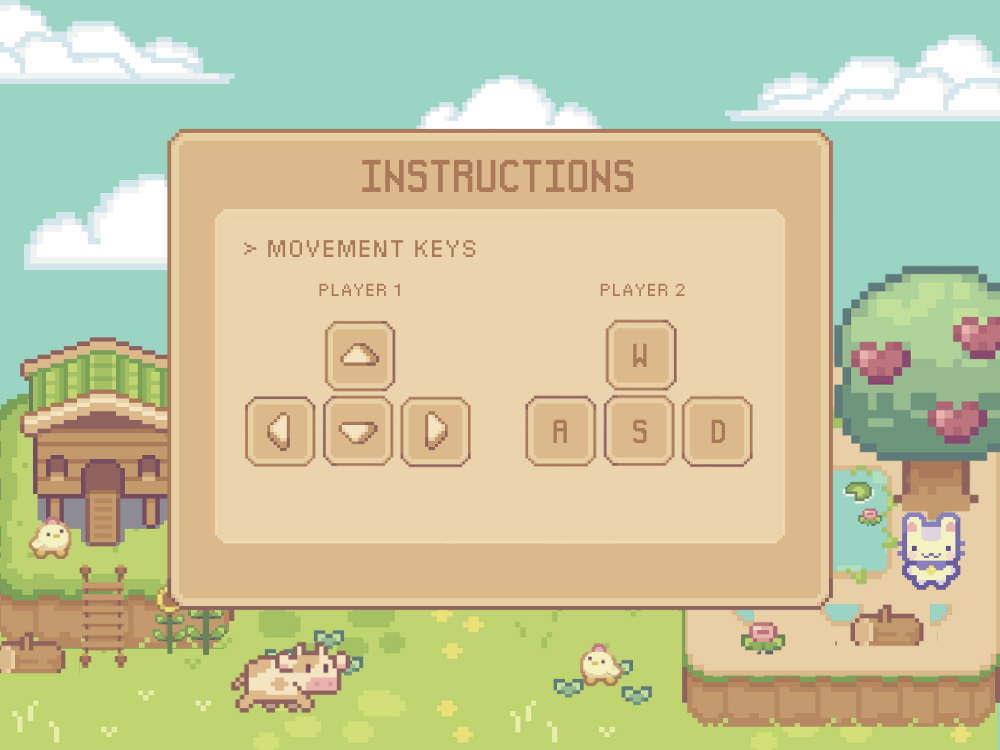 INSTRUCTIONS
> MOVEMENT KEYS
PLAYER 1
PLAYER 2
W
A S D